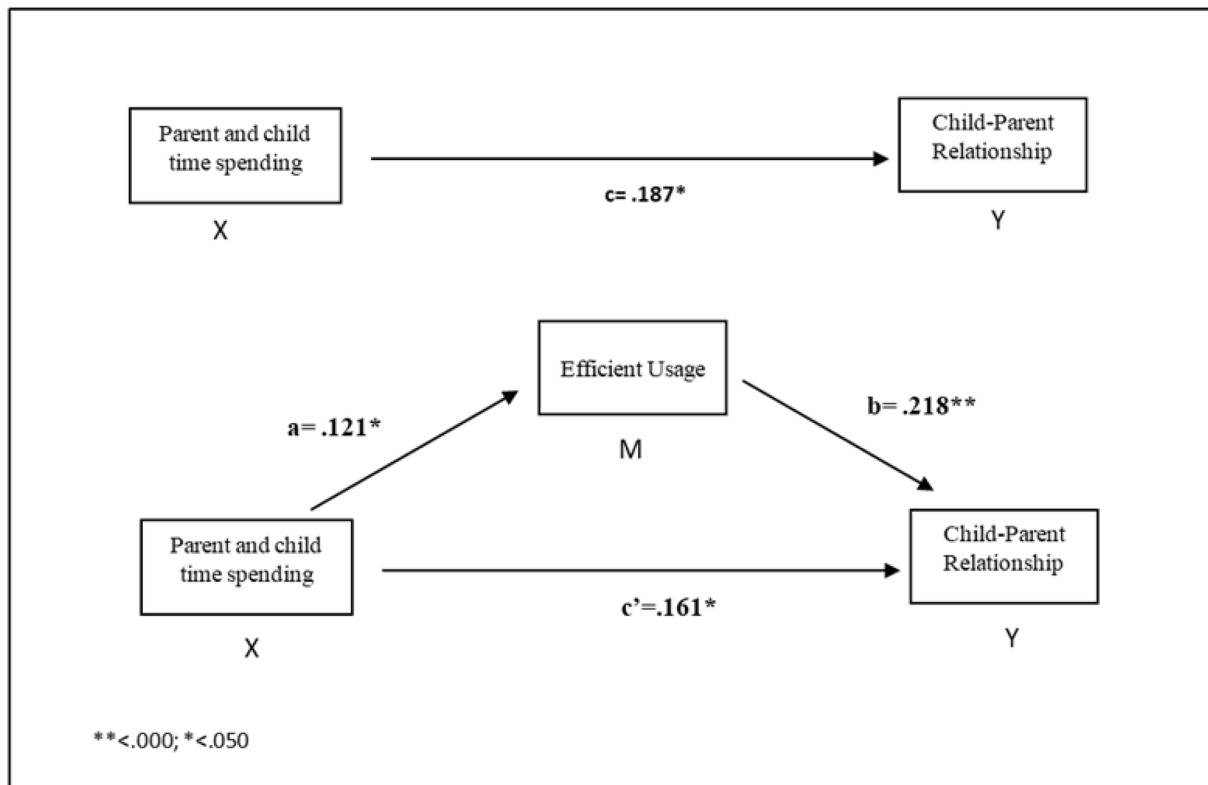 Parent and child
time spending
Child-Parent
Relationship
c= .187*
X
Y
Efficient Usage
a= .121*
b= .218**
M
Parent and child
time spending
Child-Parent
Relationship
c’=.161*
X
Y
**<.000; *<.050